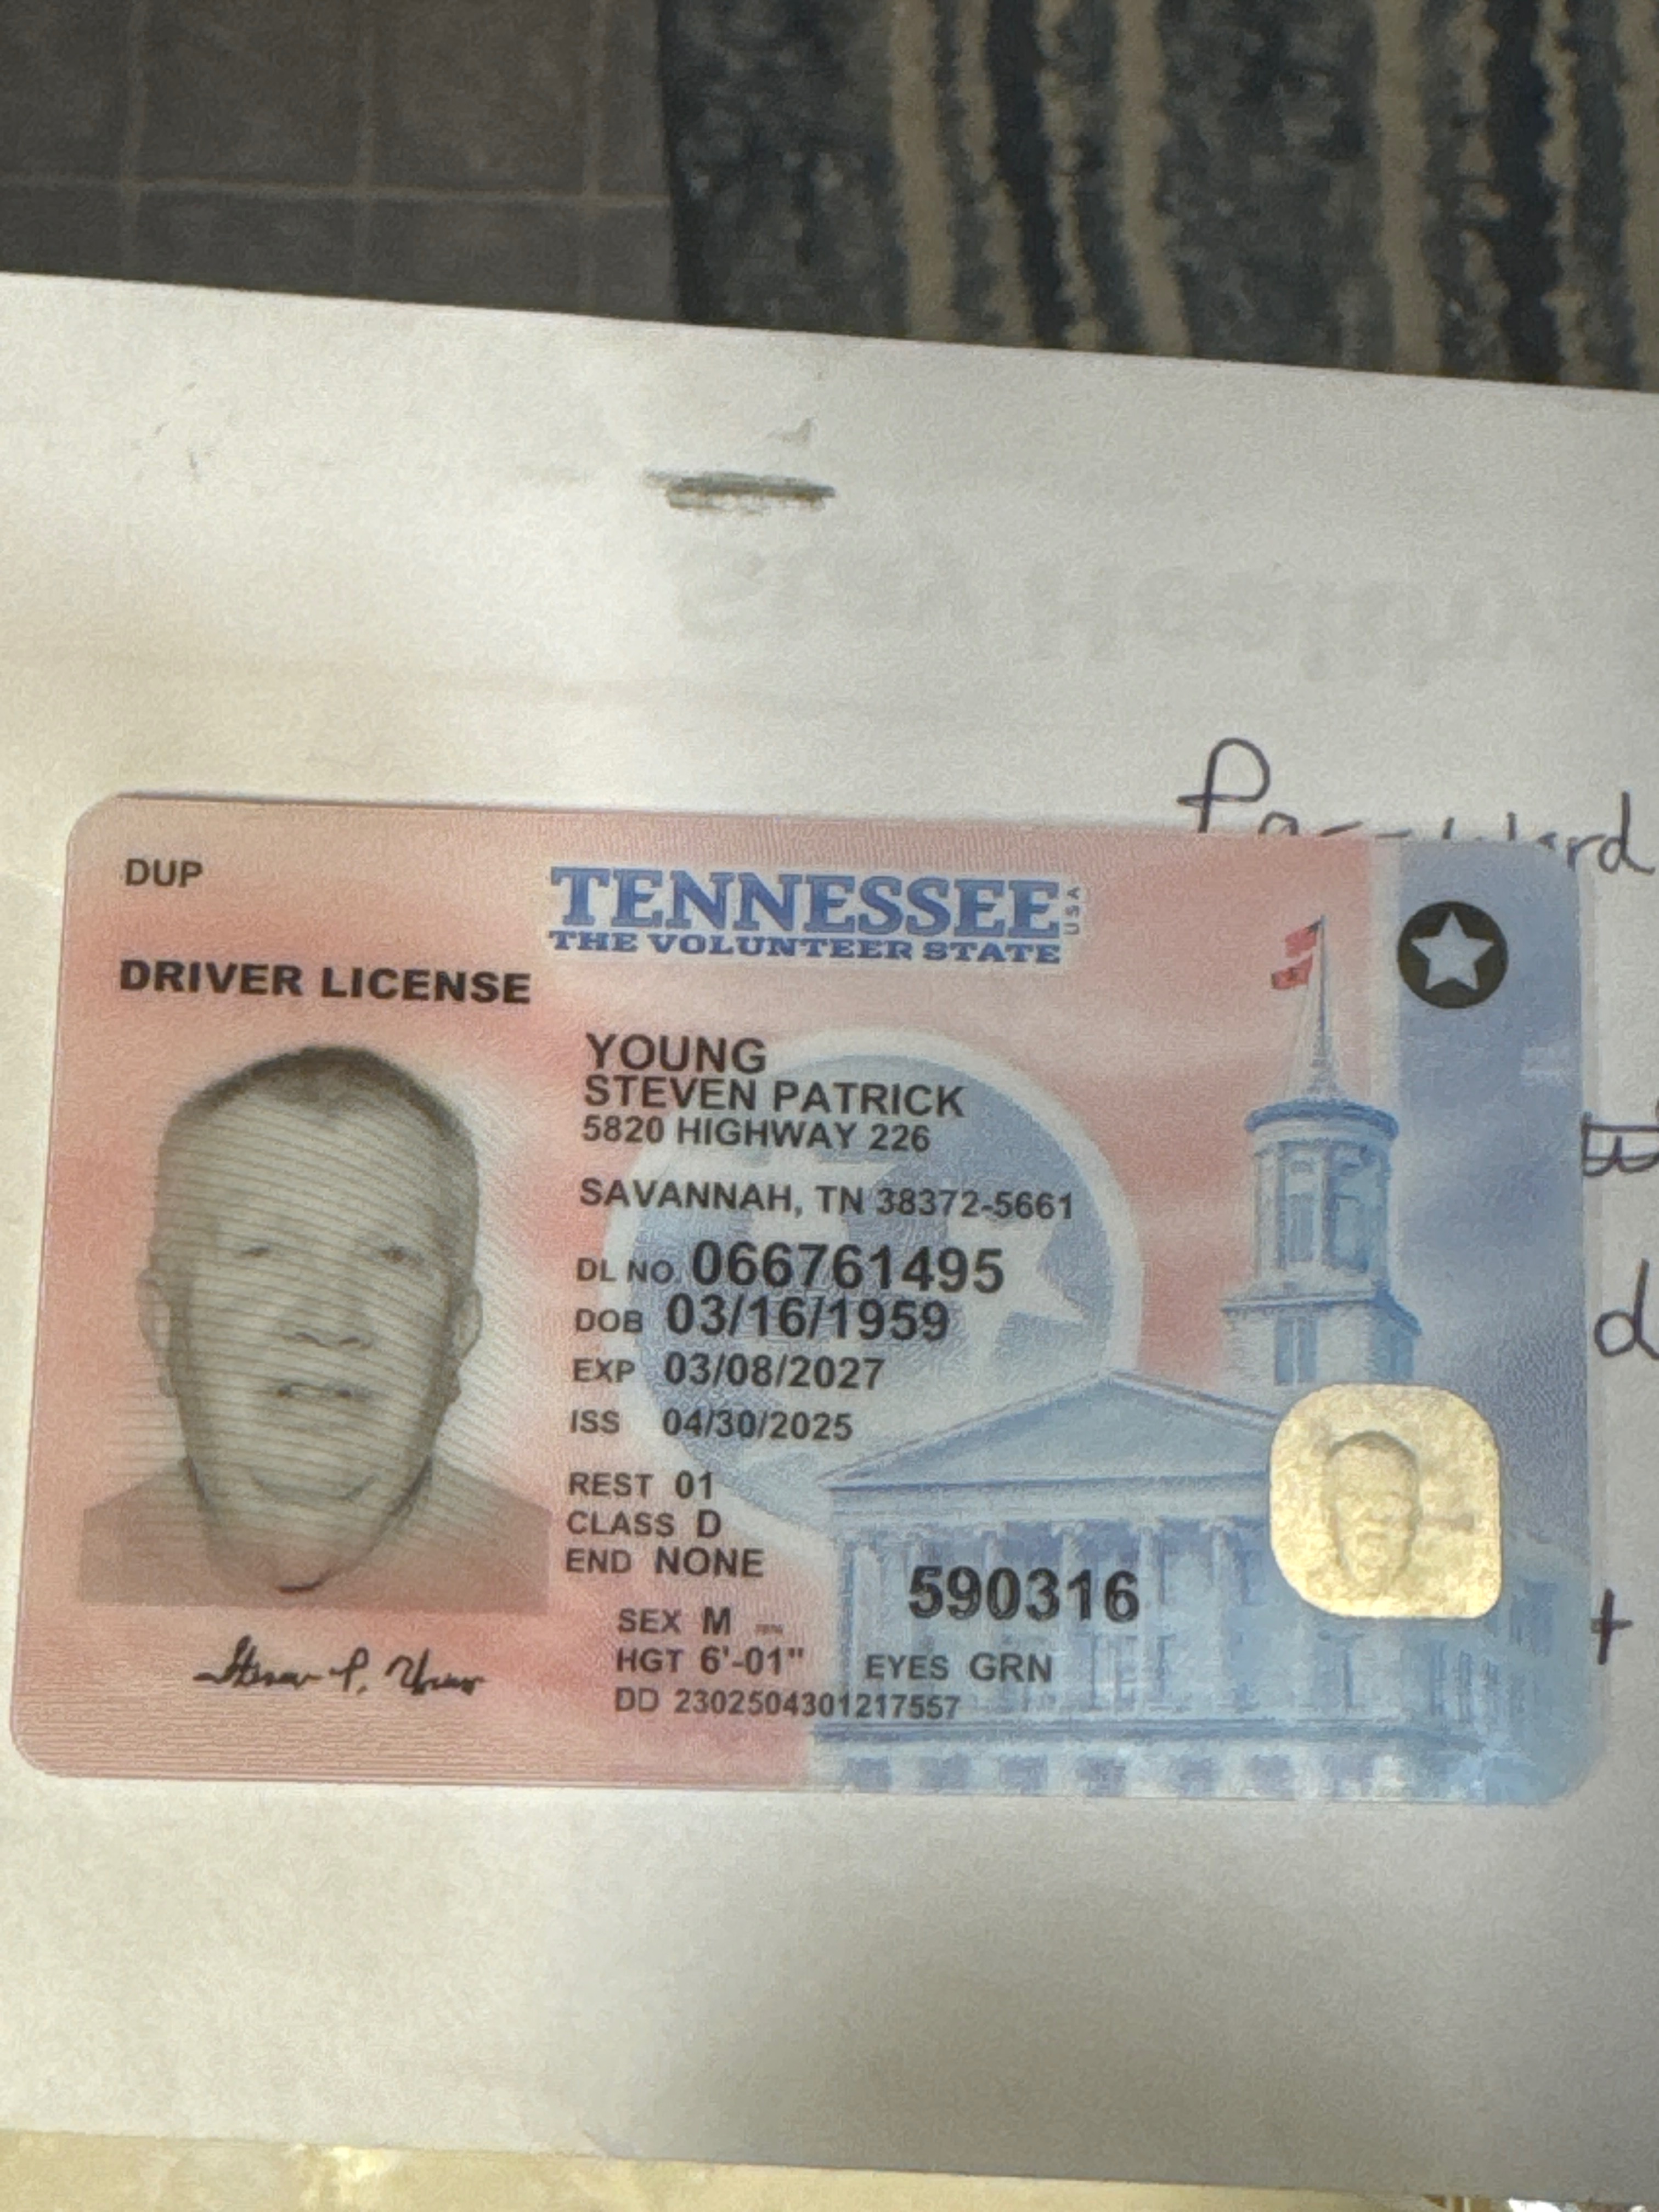 Password
DUP
TENNESSEE USA
THE VOLUNTEER STATE
DRIVER LICENSE
YOUNG
STEVEN PATRICK
5820 HIGHWAY 226
SAVANNAH, TN 38372-5661
DL NO 066761495
DOB 03/16/1959
EXP 03/08/2027
ISS 04/30/2025
REST 01
CLASS D
END NONE
590316
SEX M
HGT 6'-01" EYES GRN
DD 2302504301217557
d